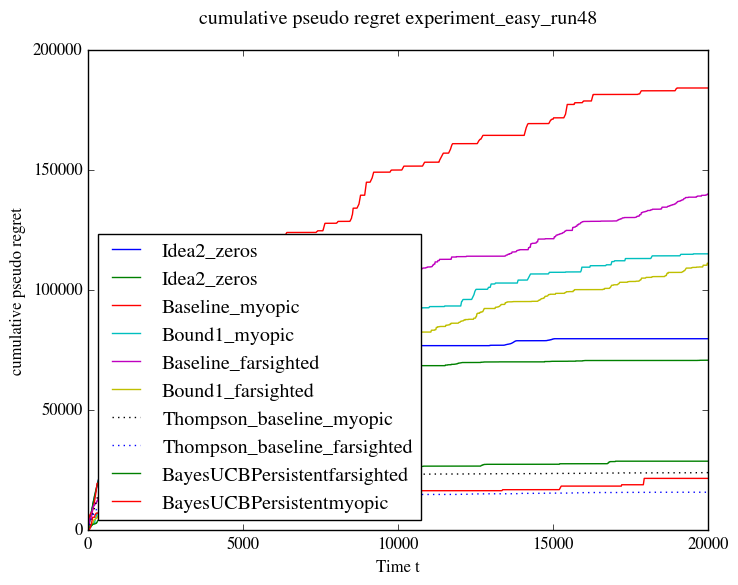 cumulative pseudo regret experiment_easy_run48
200000
150000
100000
50000
0
cumulative pseudo regret
Idea2_zeros
Idea2_zeros
Baseline_myopic
Bound1_myopic
Baseline_farsighted
Bound1_farsighted
Thompson_baseline_myopic
Thompson_baseline_farsighted
BayesUCBPersistentfarsighted
BayesUCBPersistentmyopic
0 5000 10000 15000 20000
Time t